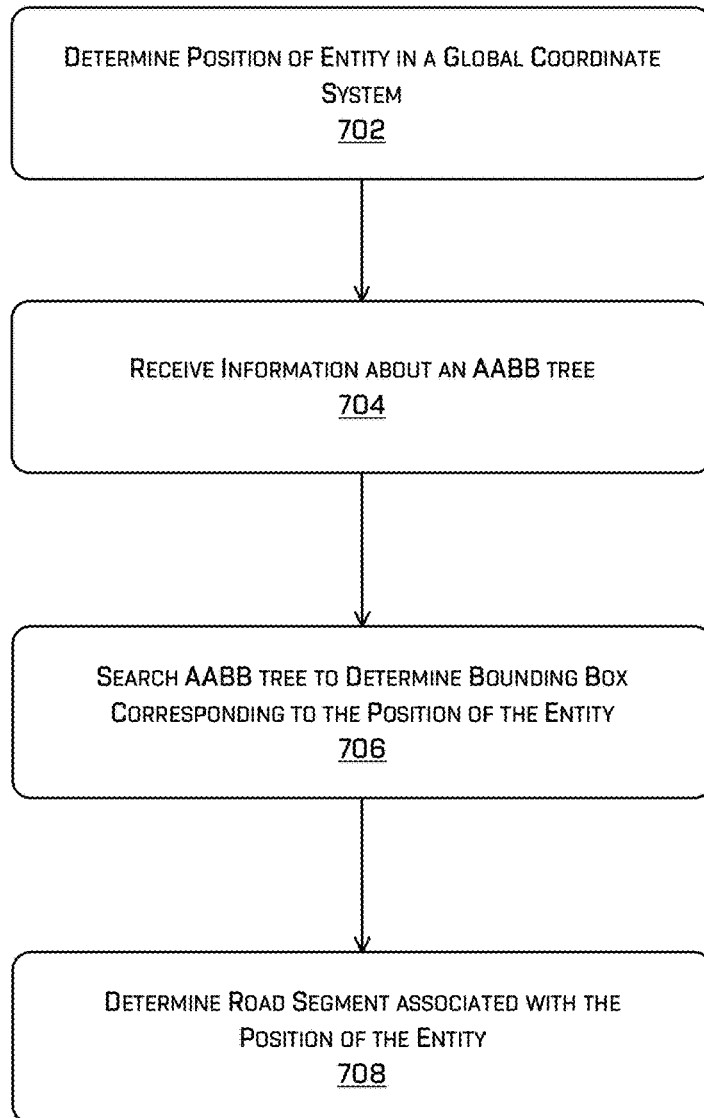 DETERMINE POSITION OF ENTITY IN A GLOBAL COORDINATE
SYSTEM
702
RECEIVE INFORMATION ABOUT AN AABB TREE
704
SEARCH AABB TREE TO DETERMINE BOUNDING BOX
CORRESPONDING TO THE POSITION OF THE ENTITY
706
DETERMINE ROAD SEGMENT ASSOCIATED WITH THE
POSITION OF THE ENTITY
708